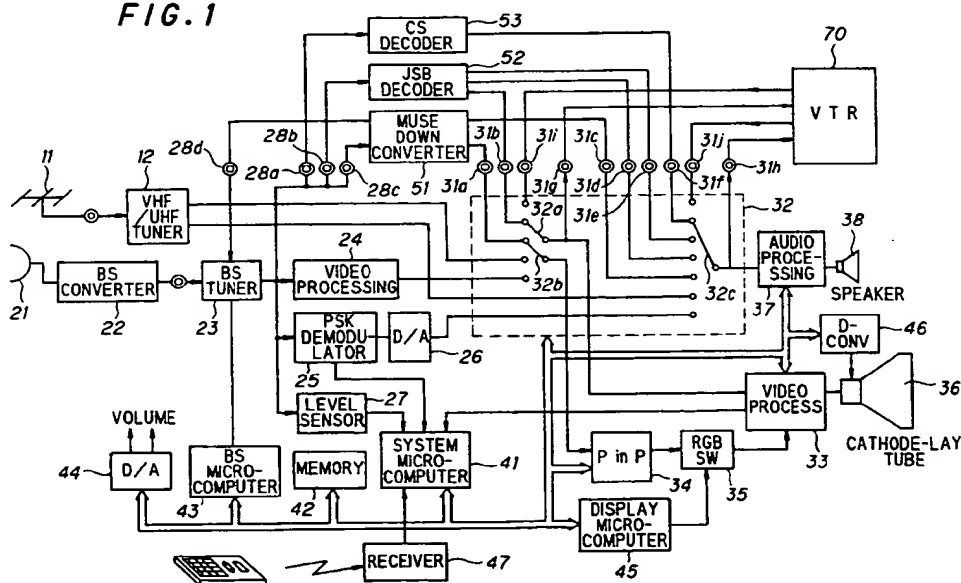 FIG.1
53
CS
DECODER
52
JSB
DECODER
70
VTR
28d
28b
28a
MUSE
DOWN
CONVERTER
28c
51
31b
31i
31a
31g
31c
31d
31e
31f
31j
31h
11
12
VHF
/UHF
TUNER
32
32a
32b
32c
AUDIO
PROCE-
SSING
37
38
SPEAKER
21
BS
CONVERTER
22
BS
TUNER
23
24
VIDEO
PROCESSING
PSK
DEMODU
LATOR
25
D/A
26
D-
CONV
46
36
LEVEL
SENSOR
27
VIDEO
PROCESS
33
CATHODE-LAY
TUBE
VOLUME
44
D/A
BS
MICRO-
COMPUTER
43
MEMORY
42
SYSTEM
MICRO-
COMPUTER
41
P in P
34
RGB
SW
35
DISPLAY
MICRO-
COMPUTER
45
RECEIVER
47